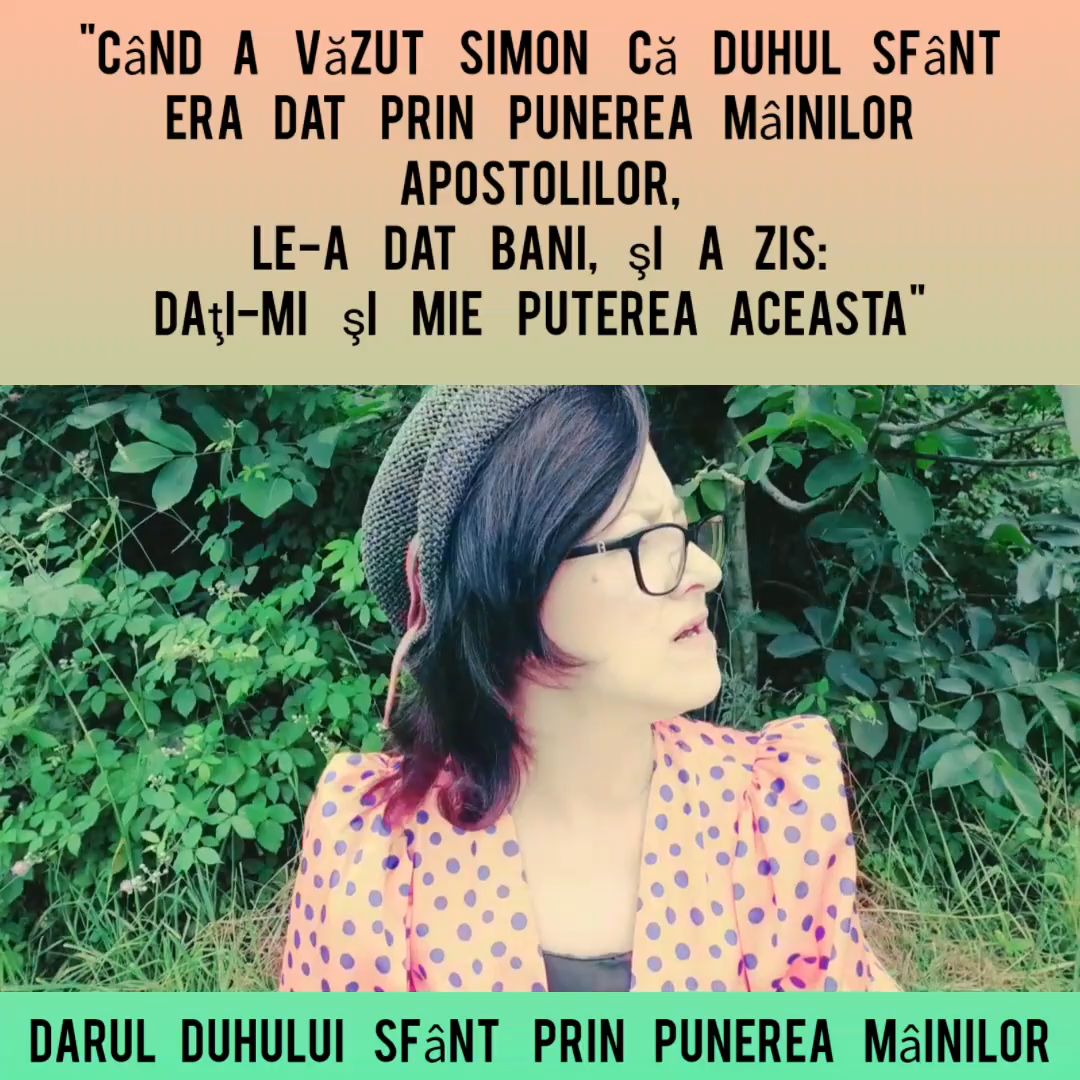 "CâND A VăZUT SIMON Că DUHUL SFâNT
ERA DAT PRIN PUNEREA MâINILOR
APOSTOLILOR,
LE-A DAT BANI, şI A ZIS:
DAţI-MI şI MIE PUTEREA ACEASTA"
DARUL DUHULUI SFâNT PRIN PUNEREA MâINILOR